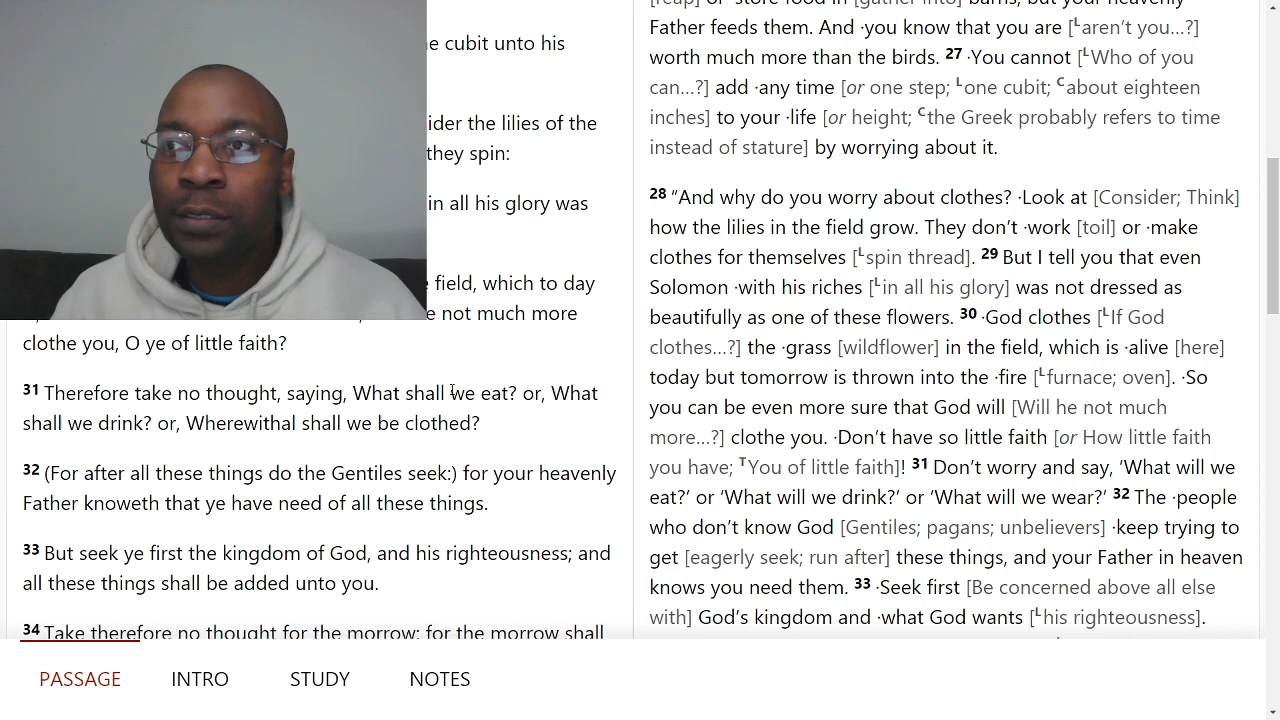 e cubit unto his
ider the lilies of the
they spin:
in all his glory was
field, which to day
e not much more
clothe you, O ye of little faith?
31 Therefore take no thought, saying, What shall we eat? or, What
shall we drink? or, Wherewithal shall we be clothed?
32 (For after all these things do the Gentiles seek:) for your heavenly
Father knoweth that ye have need of all these things.
33 But seek ye first the kingdom of God, and his righteousness; and
all these things shall be added unto you.
34 Take therefore no thought for the morrow: for the morrow shall
[reap] or store food in [gather into] barns, but your heavenly
Father feeds them. And ·you know that you are [Laren’t you…?]
worth much more than the birds. 27 ·You cannot [LWho of you
can…?] add ·any time [or one step; Lone cubit; Cabout eighteen
inches] to your ·life [or height; Cthe Greek probably refers to time
instead of stature] by worrying about it.
28 “And why do you worry about clothes? ·Look at [Consider; Think]
how the lilies in the field grow. They don’t ·work [toil] or ·make
clothes for themselves [Lspin thread]. 29 But I tell you that even
Solomon ·with his riches [Lin all his glory] was not dressed as
beautifully as one of these flowers. 30 ·God clothes [LIf God
clothes…?] the ·grass [wildflower] in the field, which is ·alive [here]
today but tomorrow is thrown into the ·fire [Lfurnace; oven]. ·So
you can be even more sure that God will [Will he not much
more…?] clothe you. ·Don’t have so little faith [or How little faith
you have; TYou of little faith]! 31 Don’t worry and say, ‘What will we
eat?’ or ‘What will we drink?’ or ‘What will we wear?’ 32 The ·people
who don’t know God [Gentiles; pagans; unbelievers] ·keep trying to
get [eagerly seek; run after] these things, and your Father in heaven
knows you need them. 33 ·Seek first [Be concerned above all else
with] God’s kingdom and ·what God wants [Lhis righteousness].
PASSAGE INTRO STUDY NOTES